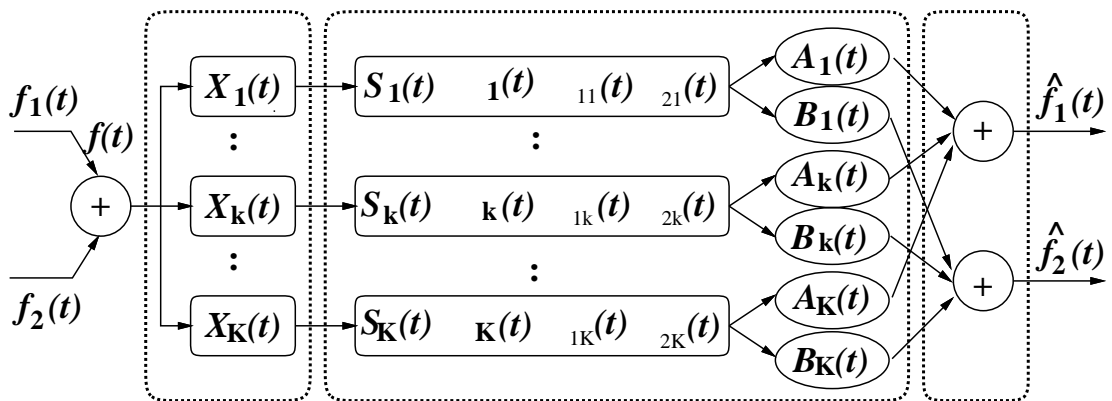 f1(t)
f(t)
+
f2(t)
X1(t)
:
Xk(t)
:
XK(t)
S1(t) 1(t) 11(t) 21(t)
:
Sk(t) k(t) 1k(t) 2k(t)
:
SK(t) K(t) 1K(t) 2K(t)
A1(t)
B1(t)
Ak(t)
Bk(t)
AK(t)
BK(t)
+
+
f̂1(t)
f̂2(t)